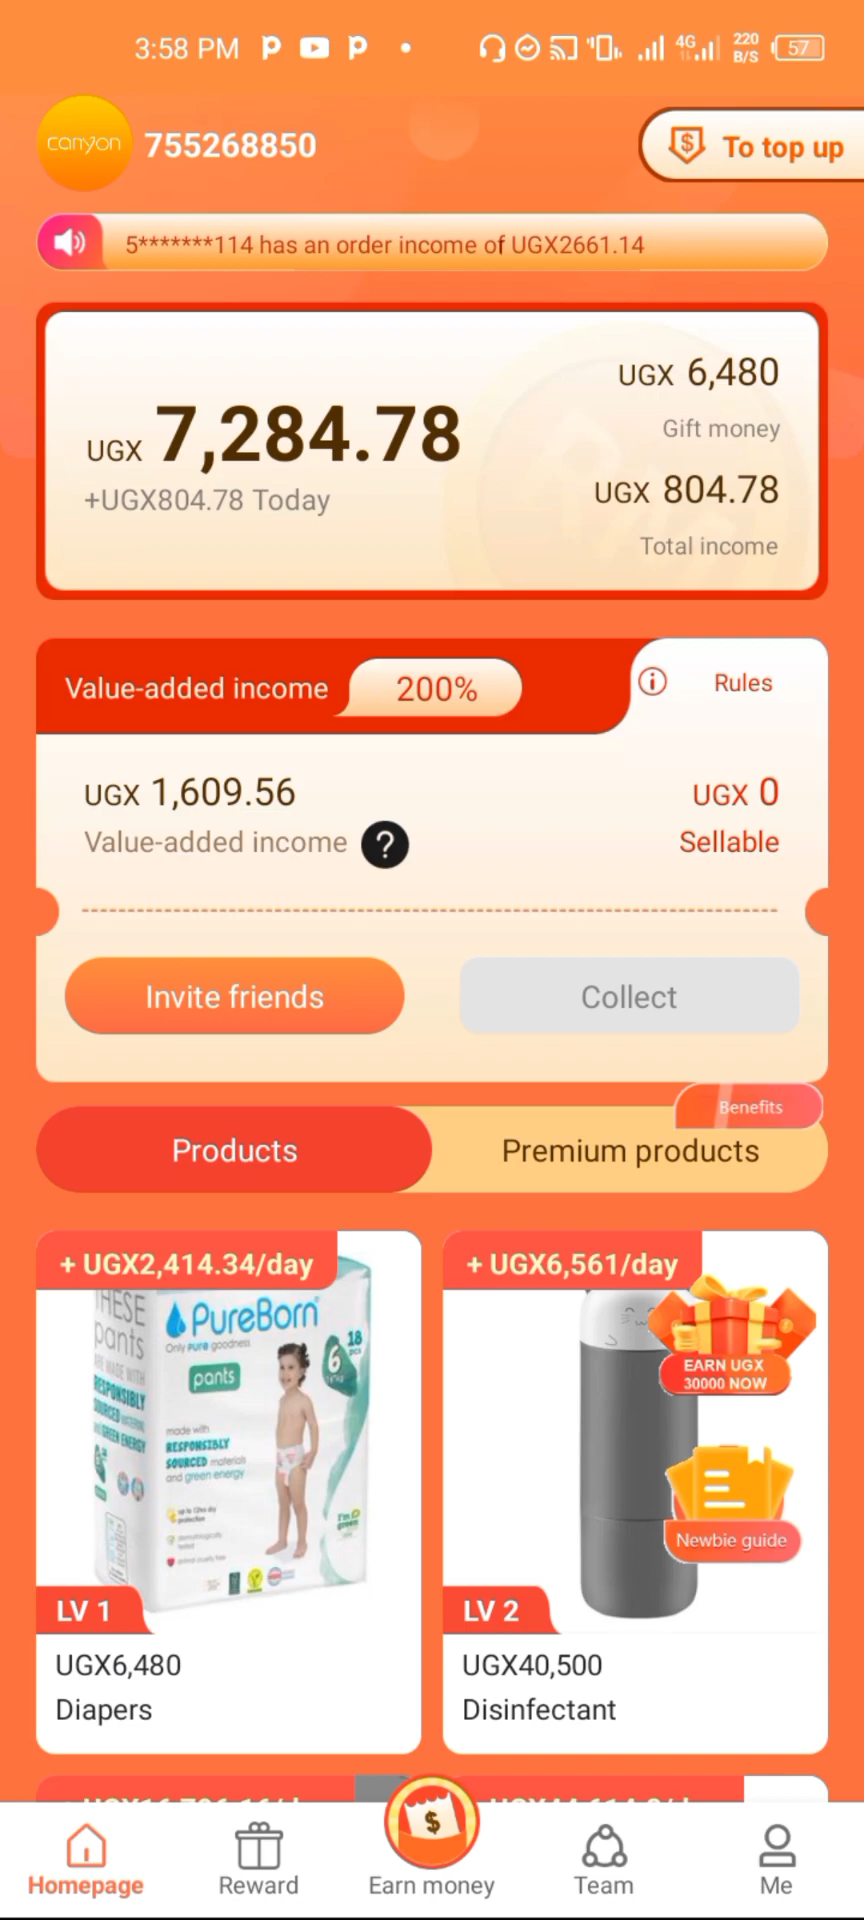 3:58 PM
4G
220 B/S
57
canyon
755268850
To top up
5*******114 has an order income of UGX2661.14
UGX 7,284.78
+UGX804.78 Today
UGX 6,480
Gift money
UGX 804.78
Total income
Value-added income
200%
Rules
UGX 1,609.56
Value-added income
?
UGX 0
Sellable
Invite friends
Collect
Benefits
Products
Premium products
+ UGX2,414.34/day
THESE
pants
ARE MADE WITH
RESPONSIBLY
SOURCED
GREEN ENERGY
PureBorn
Only PURE goodness
6
18
pcs
pants
made with
RESPONSIBLY
SOURCED materials
and green energy
I'm
green
LV 1
UGX6,480
Diapers
+ UGX6,561/day
EARN UGX
30000 NOW
Newbie guide
LV 2
UGX40,500
Disinfectant
$
Homepage
Reward
Earn money
Team
Me